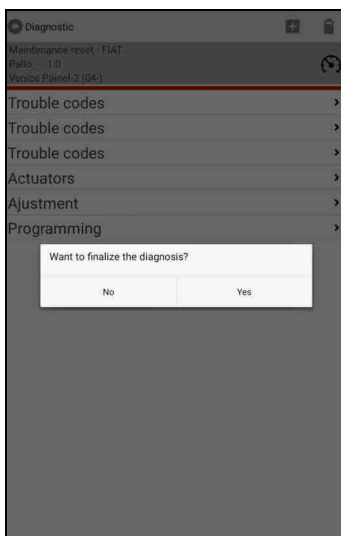 Diagnostic
Maintenance reset - FIAT
Pallo - 1.0
Venice Painel-2 (04-)
Trouble codes
Trouble codes
Trouble codes
Actuators
Ajustment
Programming
Want to finalize the diagnosis?
No
Yes